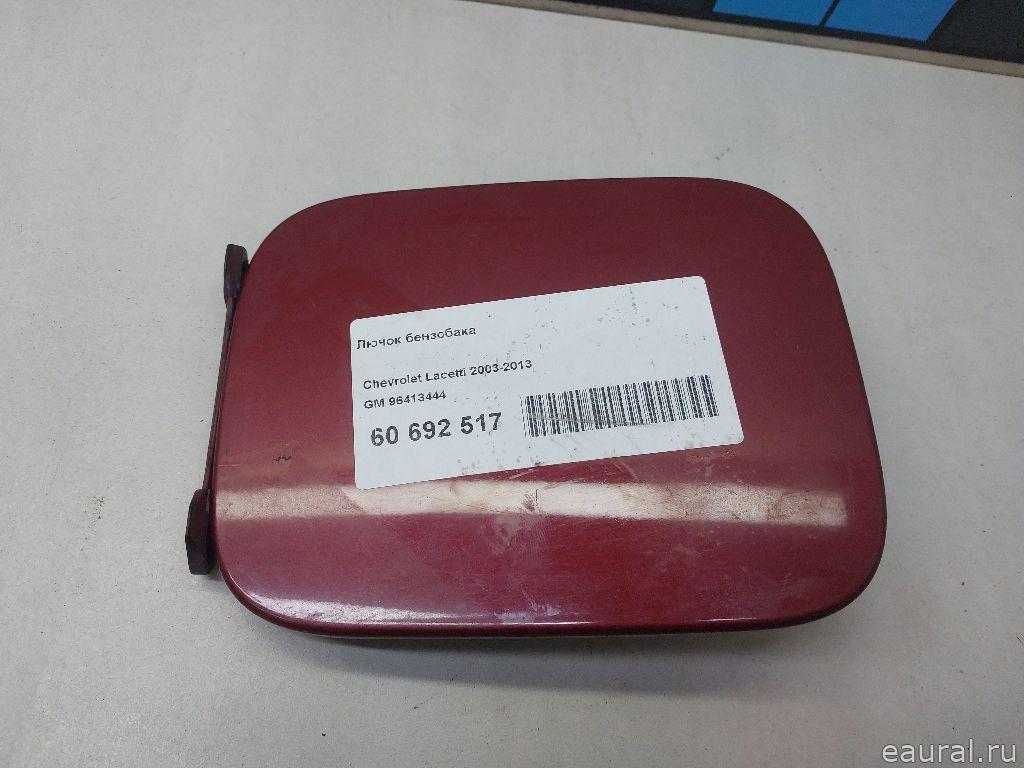 Лючок бензобака
Chevrolet Lacetti 2003-2013
GM 96413444
60 692 517
eaural.ru